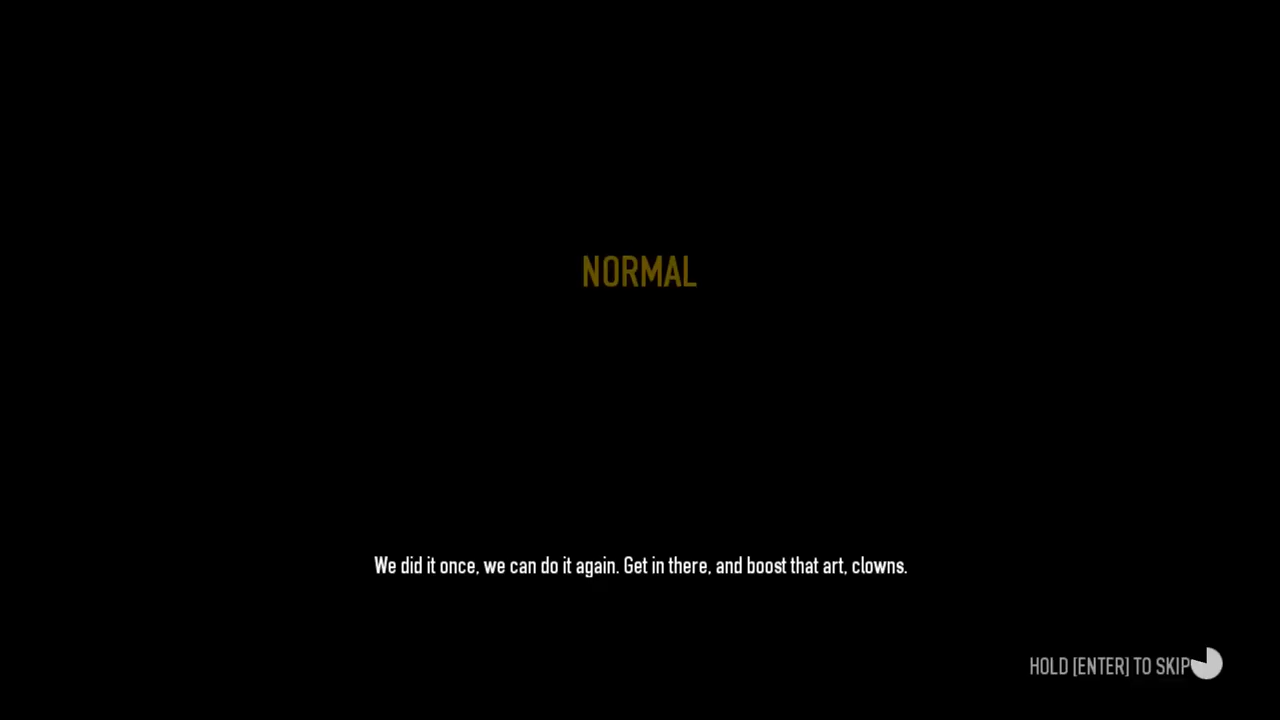 NORMAL
We did it once, we can do it again. Get in there, and boost that art, clowns.
HOLD [ENTER] TO SKIP